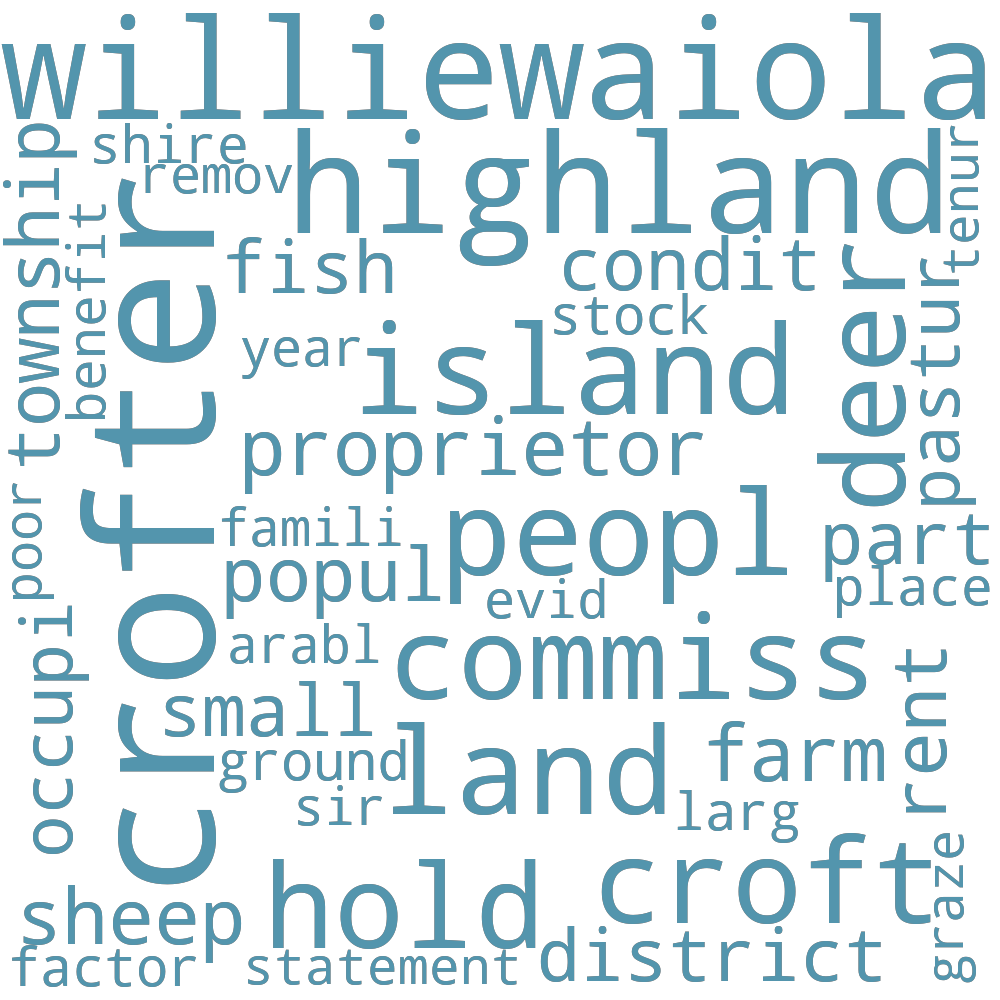 williewaiola
shire
remov
highland
township
benefit
crofter
tenur
fish
condit
stock
deer
pastur
year
island
proprietor
poor
famili
peopl
part
popul
evid
place
occupi
arabl
commiss
small
rent
ground
land
farm
sir
larg
graze
sheep
hold
croft
factor
statement
district